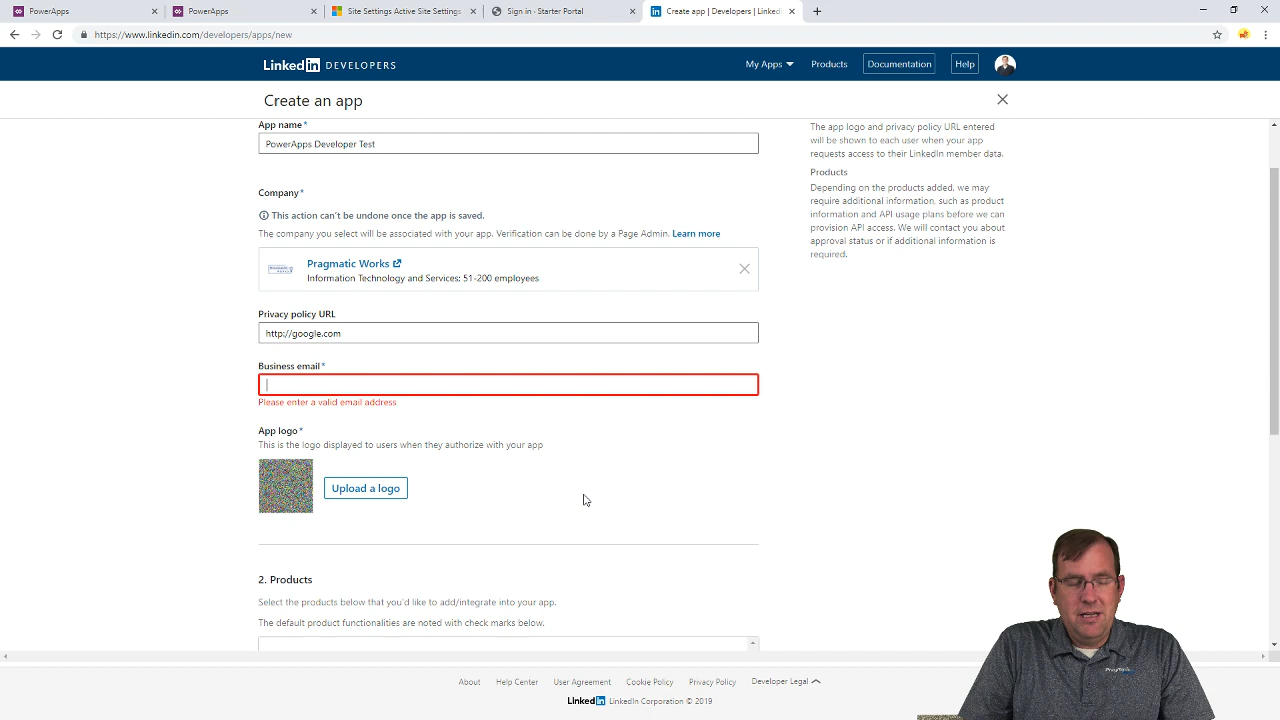 PowerApps
PowerApps
Site Settings Active Site Settings
Sign in - Starter Portal
Create app | Developers | LinkedI
https://www.linkedin.com/developers/apps/new
Linked in DEVELOPERS
My Apps
Products
Documentation
Help
Create an app
App name*
PowerApps Developer Test
Company*
This action can't be undone once the app is saved.
The company you select will be associated with your app. Verification can be done by a Page Admin. Learn more
Pragmatic Works
Information Technology and Services; 51-200 employees
Privacy policy URL
http://google.com
Business email*
Please enter a valid email address
App logo*
This is the logo displayed to users when they authorize with your app
Upload a logo
2. Products
Select the products below that you'd like to add/integrate into your app.
The default product functionalities are noted with check marks below.
The app logo and privacy policy URL entered
will be shown to each user when your app
requests access to their LinkedIn member data.
Products
Depending on the products added, we may
require additional information, such as product
information and API usage plans before we can
provision API access. We will contact you about
approval status or if additional information is
required.
About
Help Center
User Agreement
Cookie Policy
Privacy Policy
Developer Legal
Linked in LinkedIn Corporation © 2019